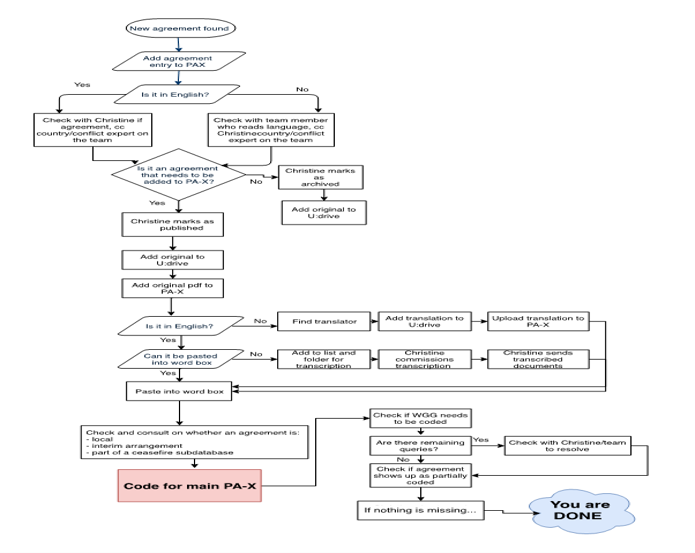 New agreement found
Add agreement
entry to PAX
Yes
Is it in English?
No
Check with Christine if
agreement, cc
country/conflict expert on
the team
Check with team member
who reads language, cc
Christinecountry/conflict
expert on the team
Is it an agreement
that needs to be
added to PA-X?
No
Christine marks
as
archived
Add original to
U:drive
Yes
Christine marks as
published
Add original to
U:drive
Add original pdf to
PA-X
Is it in English?
No
Find translator
Add translation to
U:drive
Upload translation to
PA-X
Yes
Can it be pasted
into word box
No
Add to list and
folder for
transcription
Christine
commissions
transcription
Christine sends
transcribed
documents
Yes
Paste into word box
Check and consult on whether an agreement is:
- local
- interim arrangement
- part of a ceasefire subdatabase
Code for main PA-X
Check if WGG needs
to be coded
Are there remaining
queries?
Yes
Check with Christine/team
to resolve
No
Check if agreement
shows up as partially
coded
If nothing is missing...
You are
DONE